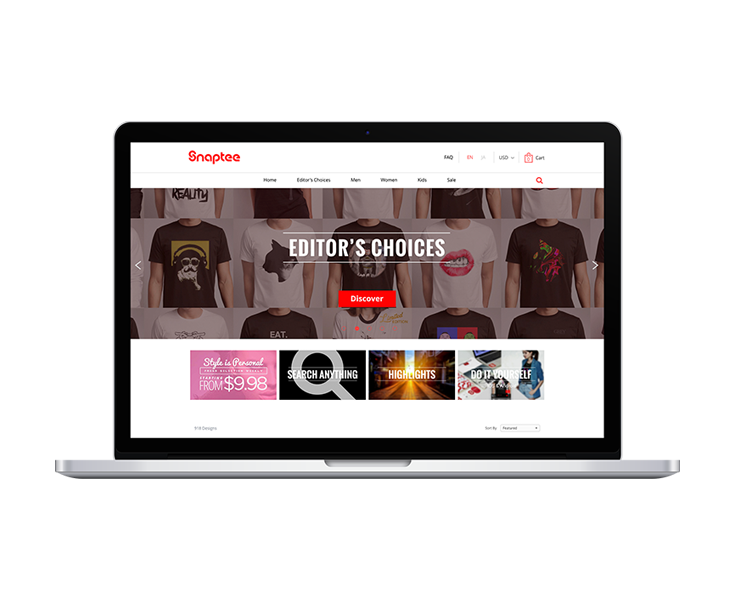 Snaptee
FAQ
EN
JA
USD
0
Cart
Home
Editor's Choices
Men
Women
Kids
Sale
REALITY
EDITOR'S CHOICES
Discover
EAT.
Style is Personal
STARTING
FROM $9.98
SEARCH ANYTHING
HIGHLIGHTS
DO IT YOURSELF
918 Designs
Sort By
Featured